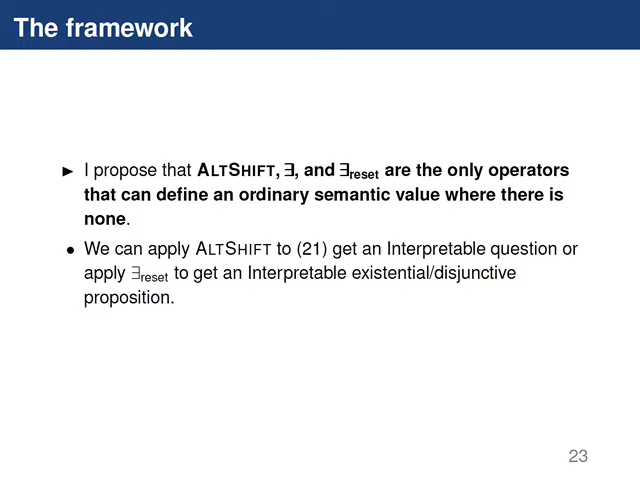 The framework
► I propose that ALTSHIFT, ∃, and ∃reset are the only operators
that can define an ordinary semantic value where there is
none.
• We can apply ALTSHIFT to (21) get an Interpretable question or
apply ∃reset to get an Interpretable existential/disjunctive
proposition.
23